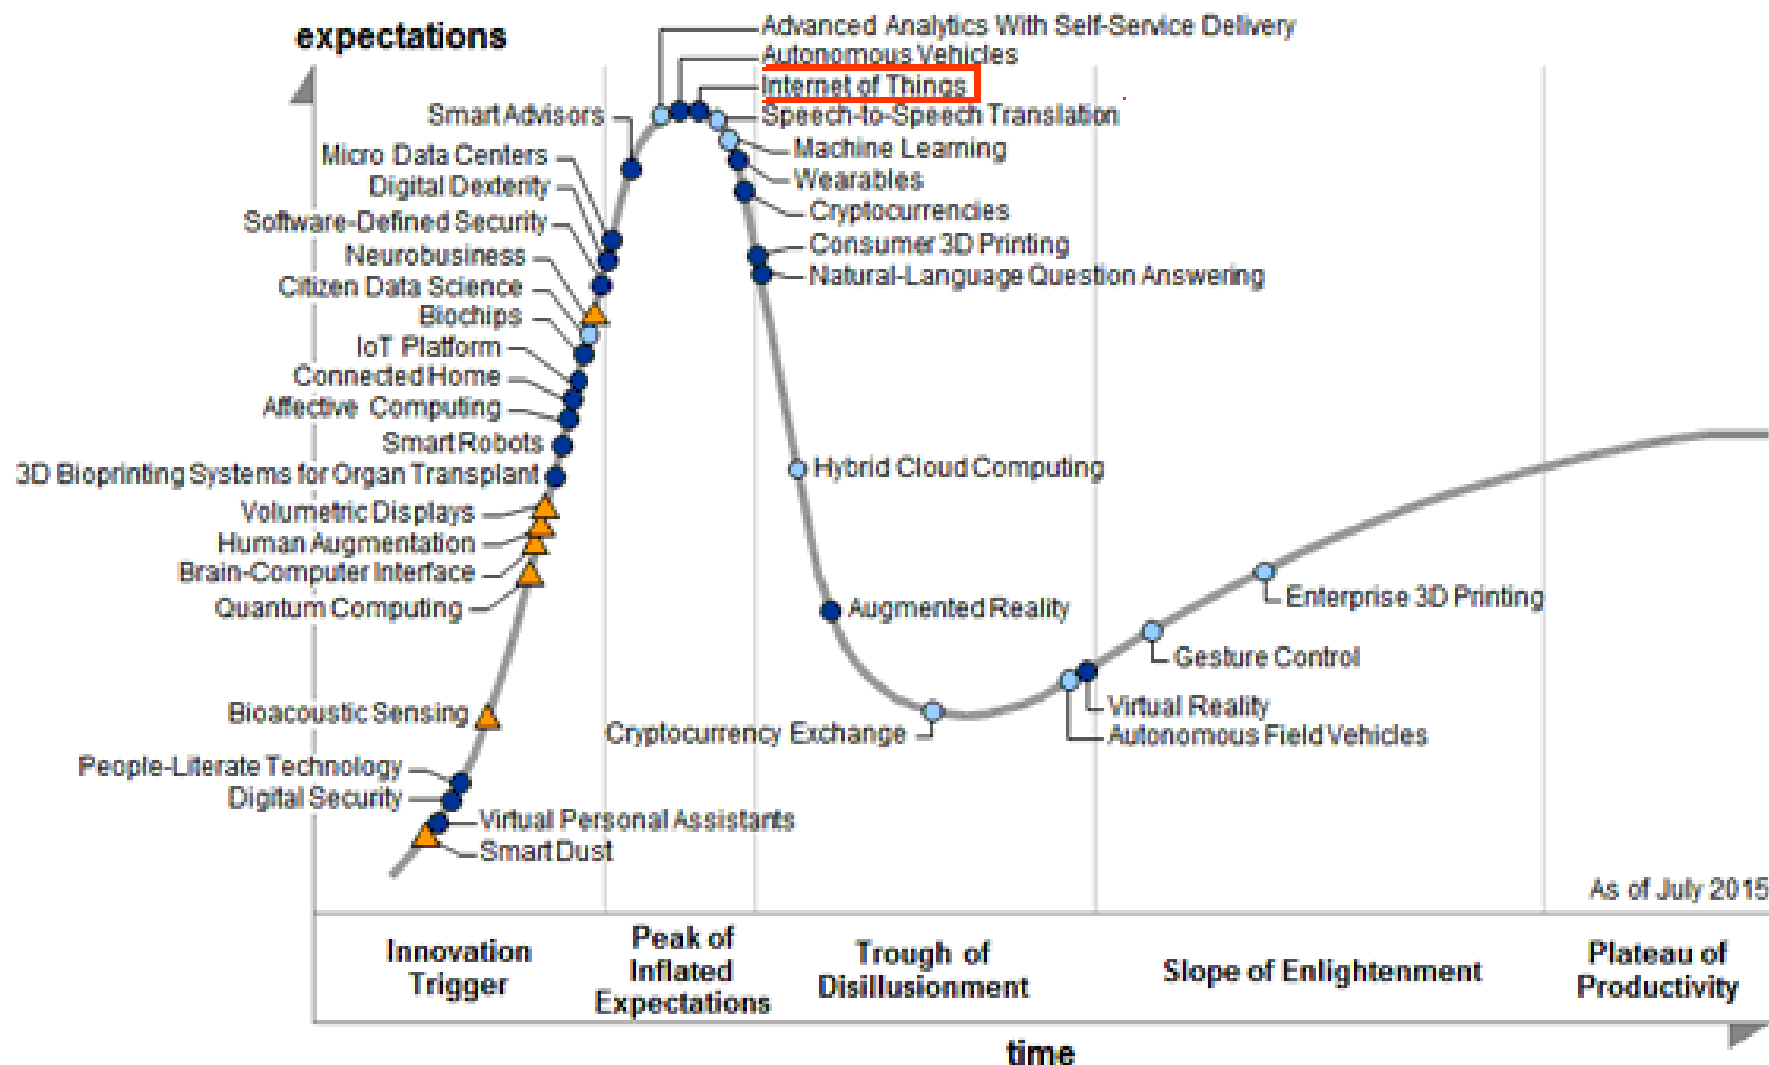 expectations
Advanced Analytics With Self-Service Delivery
Autonomous Vehicles
Internet of Things
Speech-to-Speech Translation
Machine Learning
Wearables
Cryptocurrencies
Consumer 3D Printing
Natural-Language Question Answering
Smart Advisors
Micro Data Centers
Digital Dexterity
Software-Defined Security
Neurobusiness
Citizen Data Science
Biochips
IoT Platform
Connected Home
Affective Computing
Smart Robots
3D Bioprinting Systems for Organ Transplant
Volumetric Displays
Human Augmentation
Brain-Computer Interface
Quantum Computing
Bioacoustic Sensing
People-Literate Technology
Digital Security
Virtual Personal Assistants
Smart Dust
Hybrid Cloud Computing
Augmented Reality
Cryptocurrency Exchange
Enterprise 3D Printing
Gesture Control
Virtual Reality
Autonomous Field Vehicles
As of July 2015
Innovation
Trigger
Peak of
Inflated
Expectations
Trough of
Disillusionment
Slope of Enlightenment
Plateau of
Productivity
time